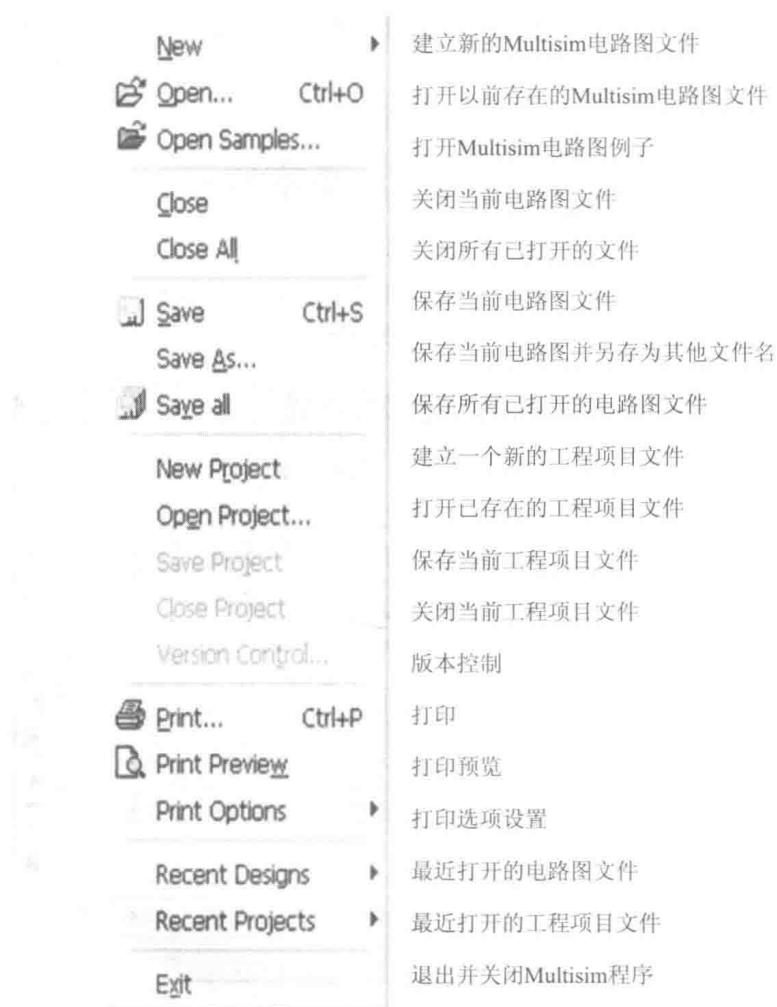 New 建立新的Multisim电路图文件
Open... Ctrl+O 打开以前存在的Multisim电路图文件
Open Samples... 打开Multisim电路图例子
Close 关闭当前电路图文件
Close All 关闭所有已打开的文件
Save Ctrl+S 保存当前电路图文件
Save As... 保存当前电路图并另存为其他文件名
Save all 保存所有已打开的电路图文件
New Project 建立一个新的工程项目文件
Open Project... 打开已存在的工程项目文件
Save Project 保存当前工程项目文件
Close Project 关闭当前工程项目文件
Version Control... 版本控制
Print... Ctrl+P 打印
Print Preview 打印预览
Print Options 打印选项设置
Recent Designs 最近打开的电路图文件
Recent Projects 最近打开的工程项目文件
Exit 退出并关闭Multisim程序